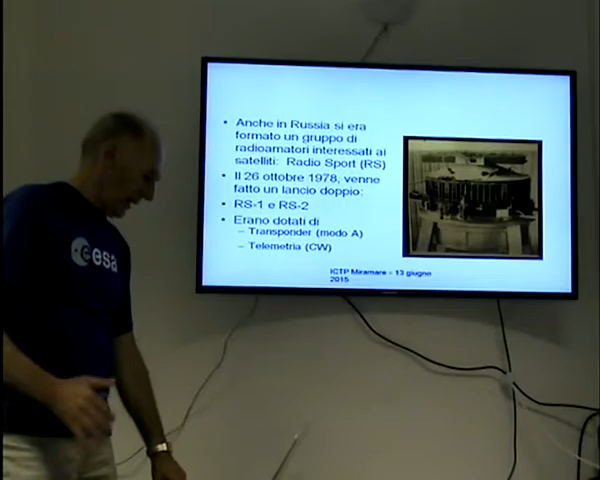 • Anche in Russia si era
formato un gruppo di
radioamatori interessati ai
satelliti: Radio Sport (RS)
• Il 26 ottobre 1978, venne
fatto un lancio doppio:
• RS-1 e RS-2
• Erano dotati di
– Transponder (modo A)
– Telemetria (CW)
ICTP Miramare - 13 giugno
2015
esa